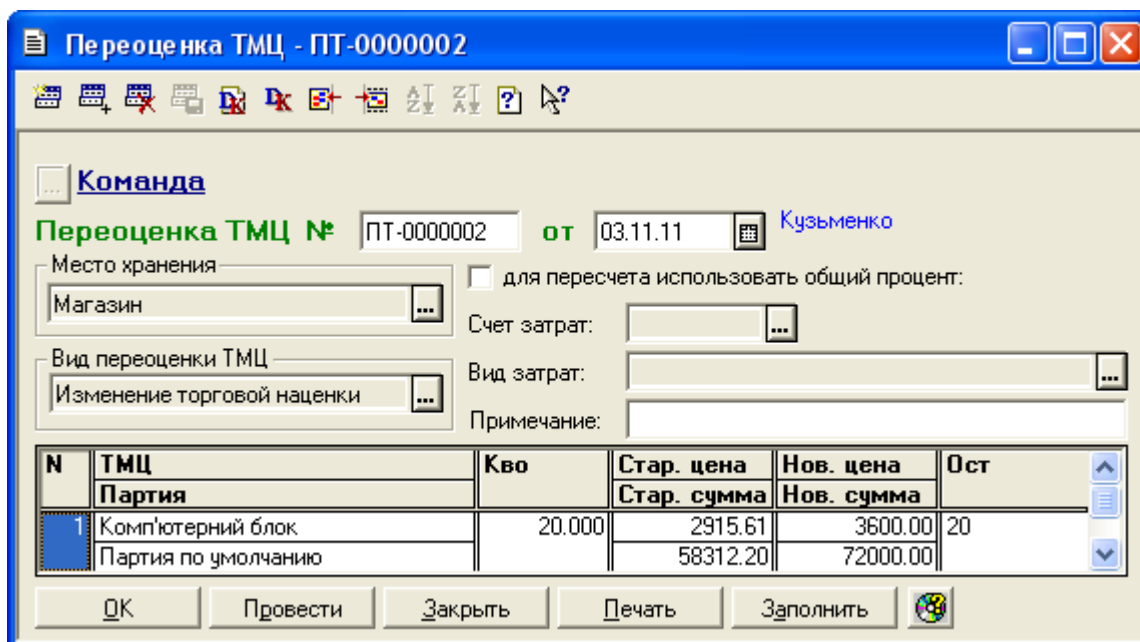 Переоценка ТМЦ - ПТ-0000002
... Команда
Переоценка ТМЦ № ПТ-0000002 от 03.11.11 Кузьменко
Место хранения
для пересчета использовать общий процент:
Магазин ...
Счет затрат: ...
Вид переоценки ТМЦ
Вид затрат: ...
Изменение торговой наценки ...
Примечание:
N ТМЦ Кво Стар. цена Нов. цена Ост
Партия Стар. сумма Нов. сумма
1 Комп'ютерний блок 20.000 2915.61 3600.00 20
Партия по умолчанию 58312.20 72000.00
OK Провести Закрыть Печать Заполнить